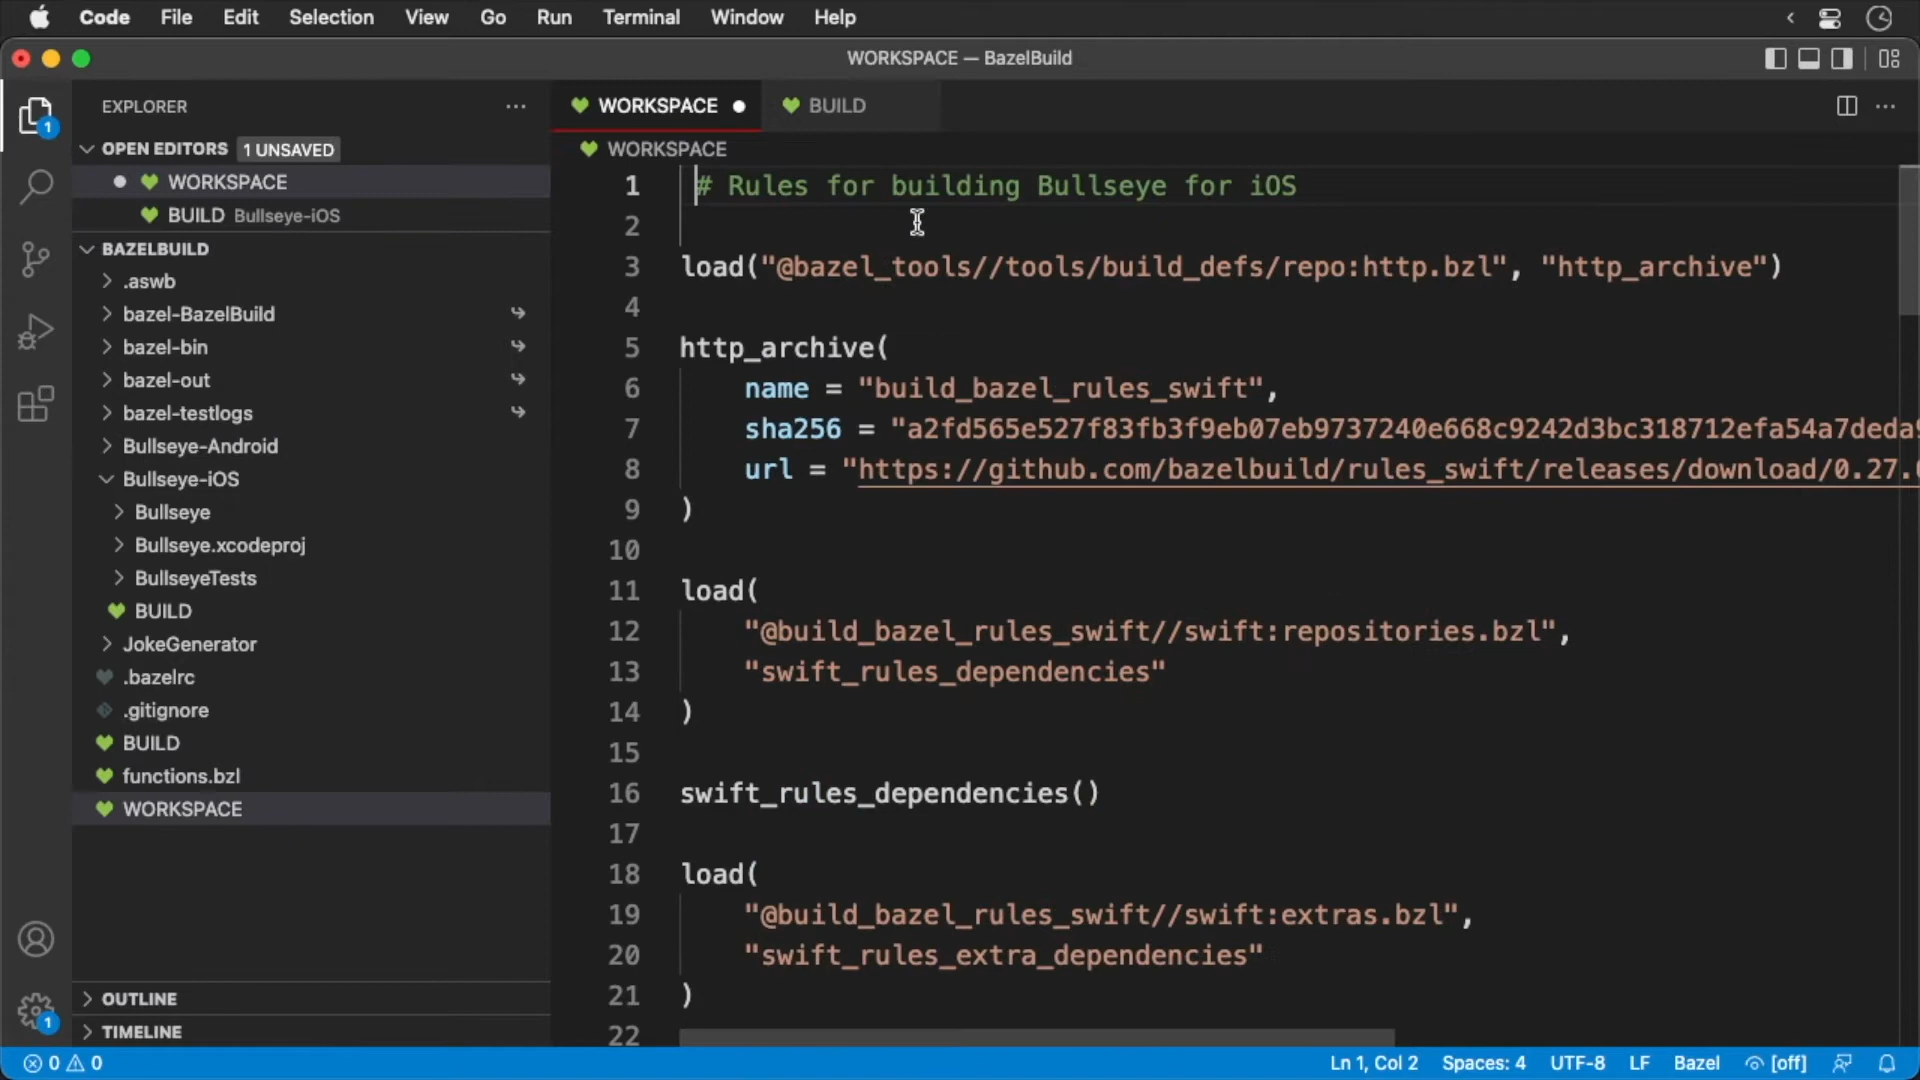 Code File Edit Selection View Go Run Terminal Window Help
WORKSPACE — BazelBuild
EXPLORER
WORKSPACE BUILD
OPEN EDITORS 1 UNSAVED
WORKSPACE
BUILD Bullseye-iOS
BAZELBUILD
.aswb
bazel-BazelBuild
bazel-bin
bazel-out
bazel-testlogs
Bullseye-Android
Bullseye-iOS
Bullseye
Bullseye.xcodeproj
BullseyeTests
BUILD
JokeGenerator
.bazelrc
.gitignore
BUILD
functions.bzl
WORKSPACE
OUTLINE
TIMELINE
1
1
WORKSPACE
1 # Rules for building Bullseye for iOS
2
3 load("@bazel_tools//tools/build_defs/repo:http.bzl", "http_archive")
4
5 http_archive(
6 name = "build_bazel_rules_swift",
7 sha256 = "a2fd565e527f83fb3f9eb07eb9737240e668c9242d3bc318712efa54a7deda9
8 url = "https://github.com/bazelbuild/rules_swift/releases/download/0.27.0
9 )
10
11 load(
12 "@build_bazel_rules_swift//swift:repositories.bzl",
13 "swift_rules_dependencies"
14 )
15
16 swift_rules_dependencies()
17
18 load(
19 "@build_bazel_rules_swift//swift:extras.bzl",
20 "swift_rules_extra_dependencies"
21 )
22
0 0 Ln 1, Col 2 Spaces: 4 UTF-8 LF Bazel [off]